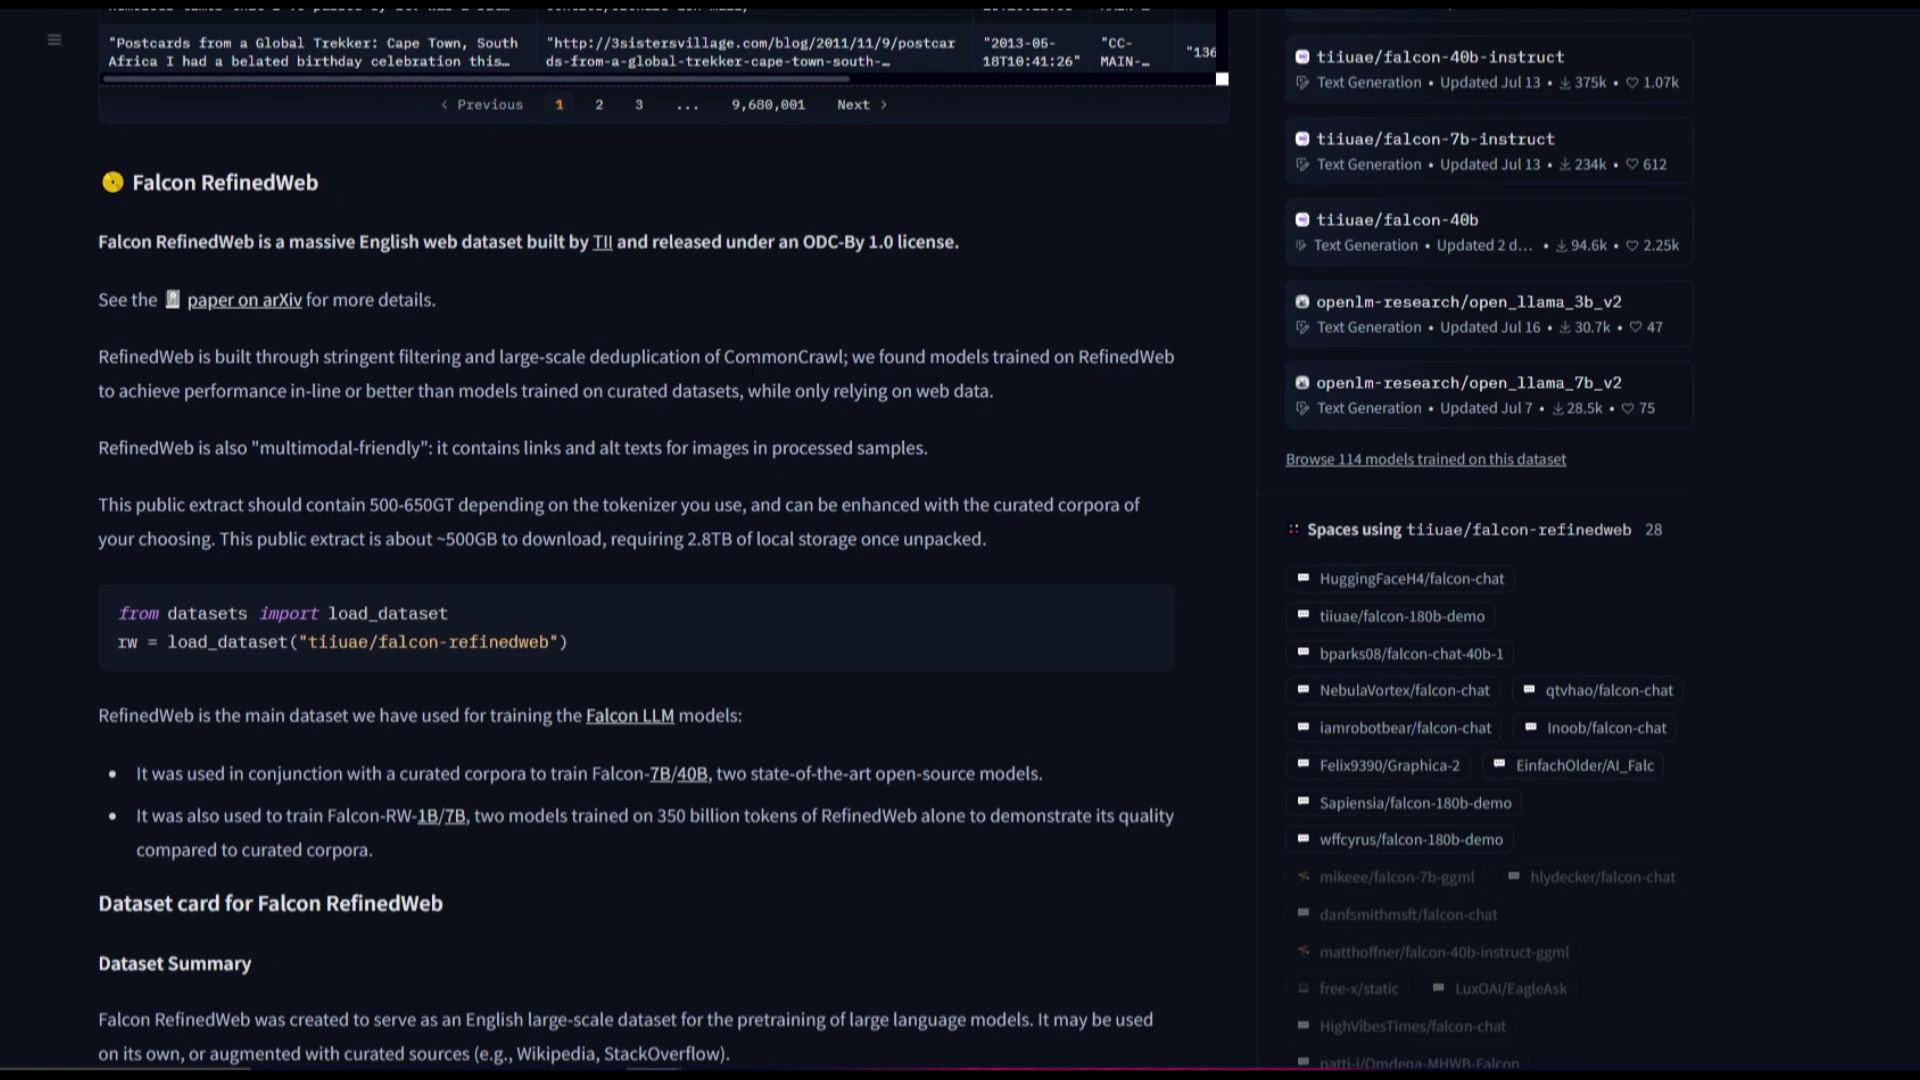 "Postcards from a Global Trekker: Cape Town, South
Africa I had a belated birthday celebration this…
"http://3sistersvillage.com/blog/2011/11/9/postcar
ds-from-a-global-trekker-cape-town-south-…
"2013-05-
18T10:41:26"
"CC-
MAIN-…
"136
< Previous 1 2 3 ... 9,680,001 Next >
Falcon RefinedWeb
Falcon RefinedWeb is a massive English web dataset built by TII and released under an ODC-By 1.0 license.
See the paper on arXiv for more details.
RefinedWeb is built through stringent filtering and large-scale deduplication of CommonCrawl; we found models trained on RefinedWeb
to achieve performance in-line or better than models trained on curated datasets, while only relying on web data.
RefinedWeb is also "multimodal-friendly": it contains links and alt texts for images in processed samples.
This public extract should contain 500-650GT depending on the tokenizer you use, and can be enhanced with the curated corpora of
your choosing. This public extract is about ~500GB to download, requiring 2.8TB of local storage once unpacked.
from datasets import load_dataset
rw = load_dataset("tiiuae/falcon-refinedweb")
RefinedWeb is the main dataset we have used for training the Falcon LLM models:
• It was used in conjunction with a curated corpora to train Falcon-7B/40B, two state-of-the-art open-source models.
• It was also used to train Falcon-RW-1B/7B, two models trained on 350 billion tokens of RefinedWeb alone to demonstrate its quality
compared to curated corpora.
Dataset card for Falcon RefinedWeb
Dataset Summary
Falcon RefinedWeb was created to serve as an English large-scale dataset for the pretraining of large language models. It may be used
on its own, or augmented with curated sources (e.g., Wikipedia, StackOverflow).
tiiuae/falcon-40b-instruct
Text Generation • Updated Jul 13 • 375k • 1.07k
tiiuae/falcon-7b-instruct
Text Generation • Updated Jul 13 • 234k • 612
tiiuae/falcon-40b
Text Generation • Updated 2 d... • 94.6k • 2.25k
openlm-research/open_llama_3b_v2
Text Generation • Updated Jul 16 • 30.7k • 47
openlm-research/open_llama_7b_v2
Text Generation • Updated Jul 7 • 28.5k • 75
Browse 114 models trained on this dataset
Spaces using tiiuae/falcon-refinedweb 28
HuggingFaceH4/falcon-chat
tiiuae/falcon-180b-demo
bparks08/falcon-chat-40b-1
NebulaVortex/falcon-chat qtvhao/falcon-chat
iamrobotbear/falcon-chat Inoob/falcon-chat
Felix9390/Graphica-2 EinfachOlder/AI_Falc
Sapiensia/falcon-180b-demo
wffcyrus/falcon-180b-demo
mikeee/falcon-7b-ggml hlydecker/falcon-chat
danfsmithmsft/falcon-chat
matthoffner/falcon-40b-instruct-ggml
free-x/static LuxOAI/EagleAsk
HighVibesTimes/falcon-chat
patti-j/Omdena-MHWB-Falcon